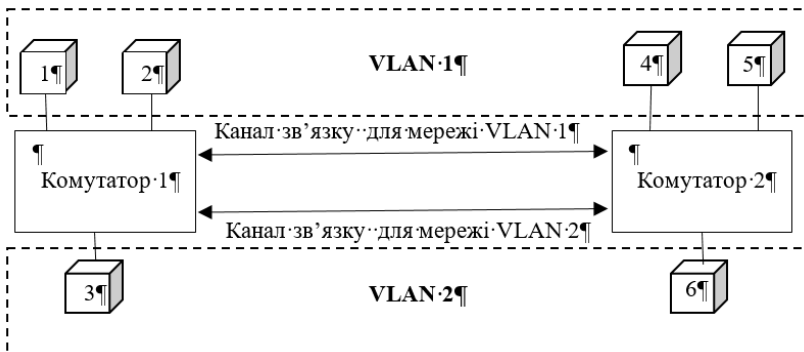 1¶
2¶
VLAN·1¶
4¶
5¶
Канал·зв’язку··для·мережі·VLAN·1¶
¶
Комутатор·1¶
¶
Комутатор·2¶
Канал·зв’язку··для·мережі·VLAN·2¶
3¶
VLAN·2¶
6¶